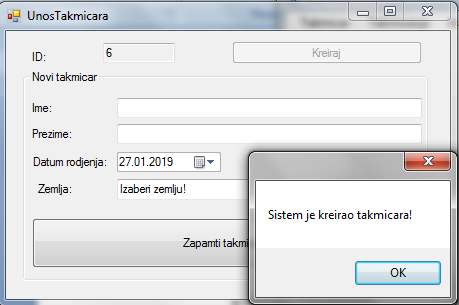 UnosTakmicara
ID: 6 Kreiraj
Novi takmicar
Ime:
Prezime:
Datum rodjenja: 27.01.2019
Zemlja: Izaberi zemlju!
Zapamti
Sistem je kreirao takmicara!
OK